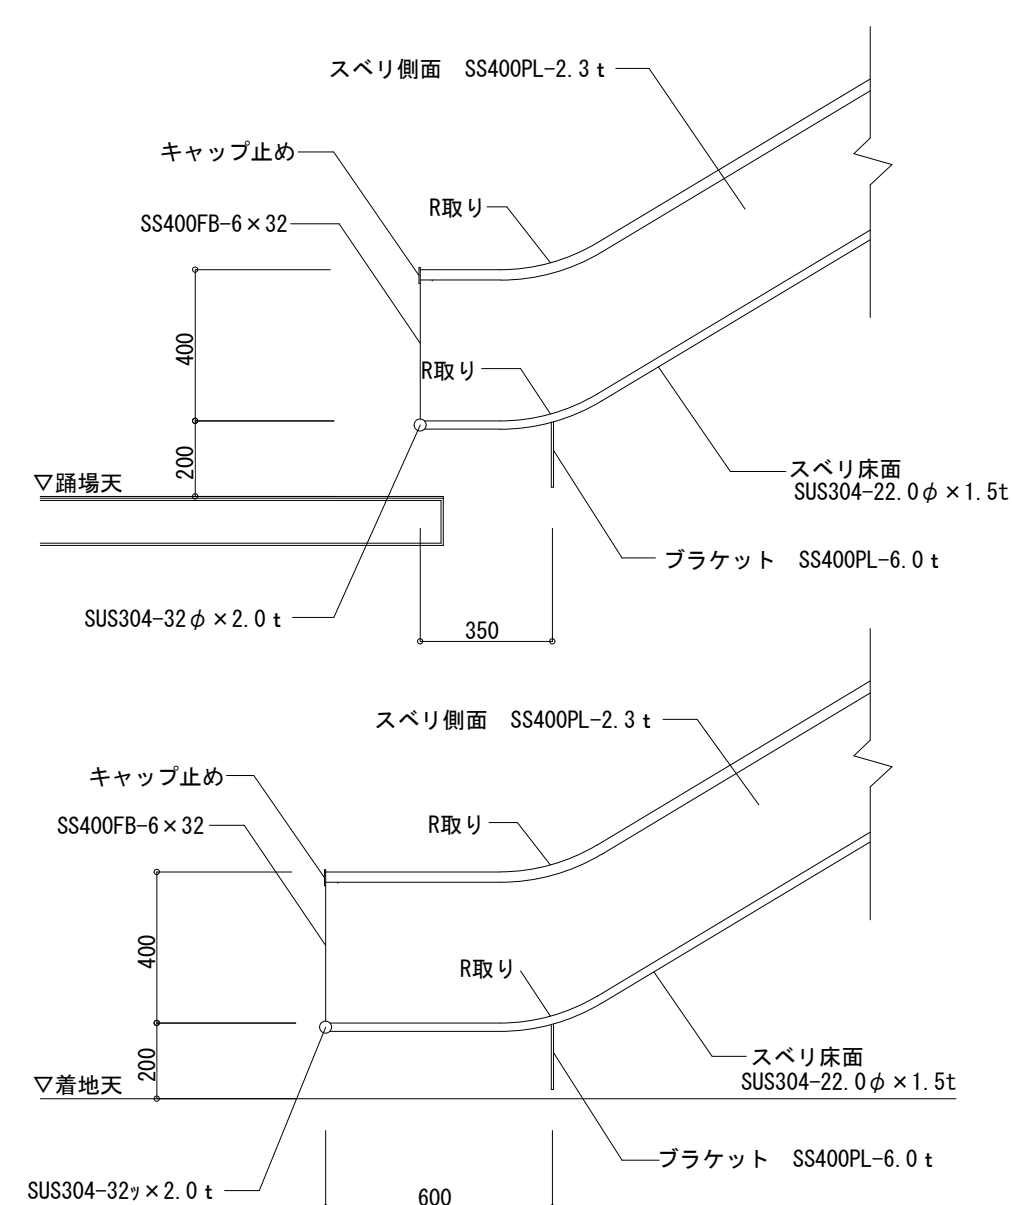 スベリ側面　SS400PL-2.3ｔ
キャップ止め
R取り
SS400FB-6×32
400
R取り
200
▽踊場天
スベリ床面
SUS304-22.0φ×1.5t
ブラケット　SS400PL-6.0ｔ
SUS304-32φ×2.0ｔ
350
スベリ側面　SS400PL-2.3ｔ
キャップ止め
SS400FB-6×32
R取り
400
R取り
200
スベリ床面
SUS304-22.0φ×1.5t
▽着地天
ブラケット　SS400PL-6.0ｔ
SUS304-32ｯ×2.0ｔ
600